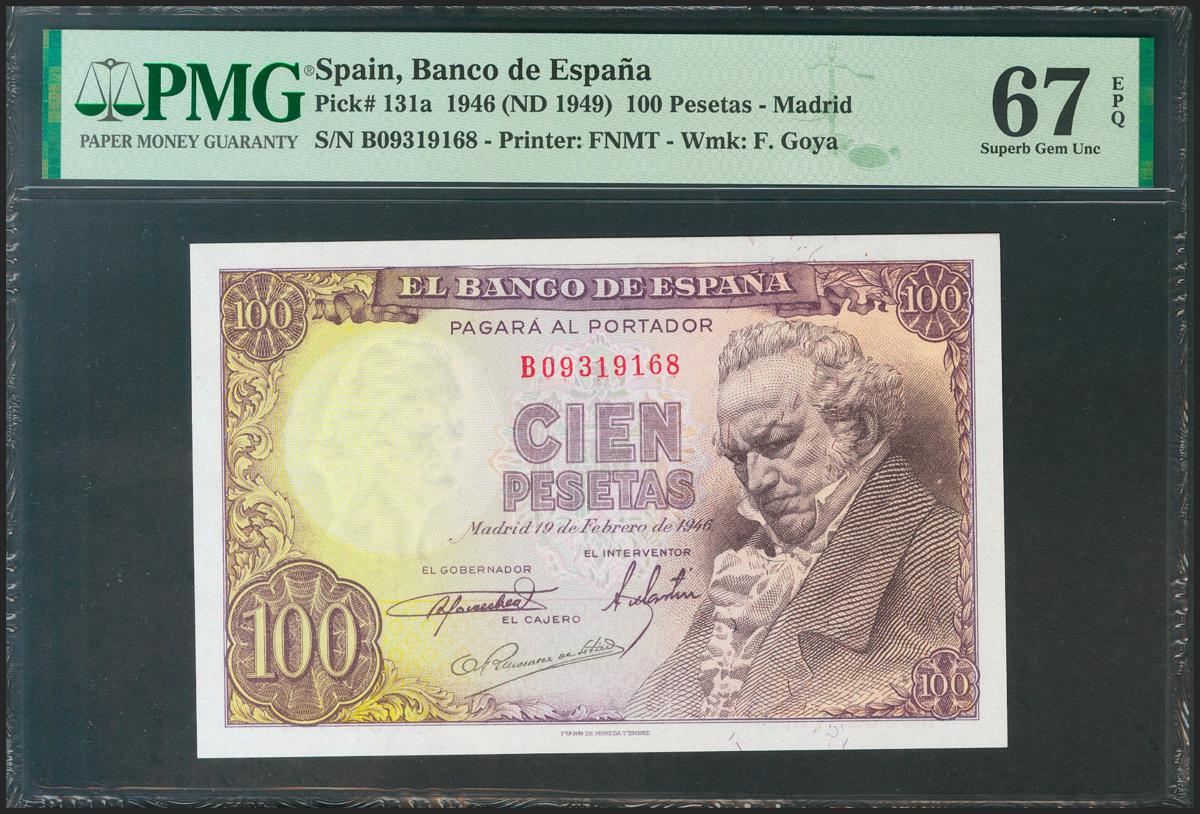 PMG®
PAPER MONEY GUARANTY
Spain, Banco de España
Pick# 131a 1946 (ND 1949) 100 Pesetas - Madrid
S/N B09319168 - Printer: FNMT - Wmk: F. Goya
67
EPQ
Superb Gem Unc
EL BANCO DE ESPAÑA
100
100
PAGARÁ AL PORTADOR
B09319168
CIEN
PESETAS
Madrid 19 de Febrero de 1946
EL INTERVENTOR
EL GOBERNADOR
EL CAJERO
100
100